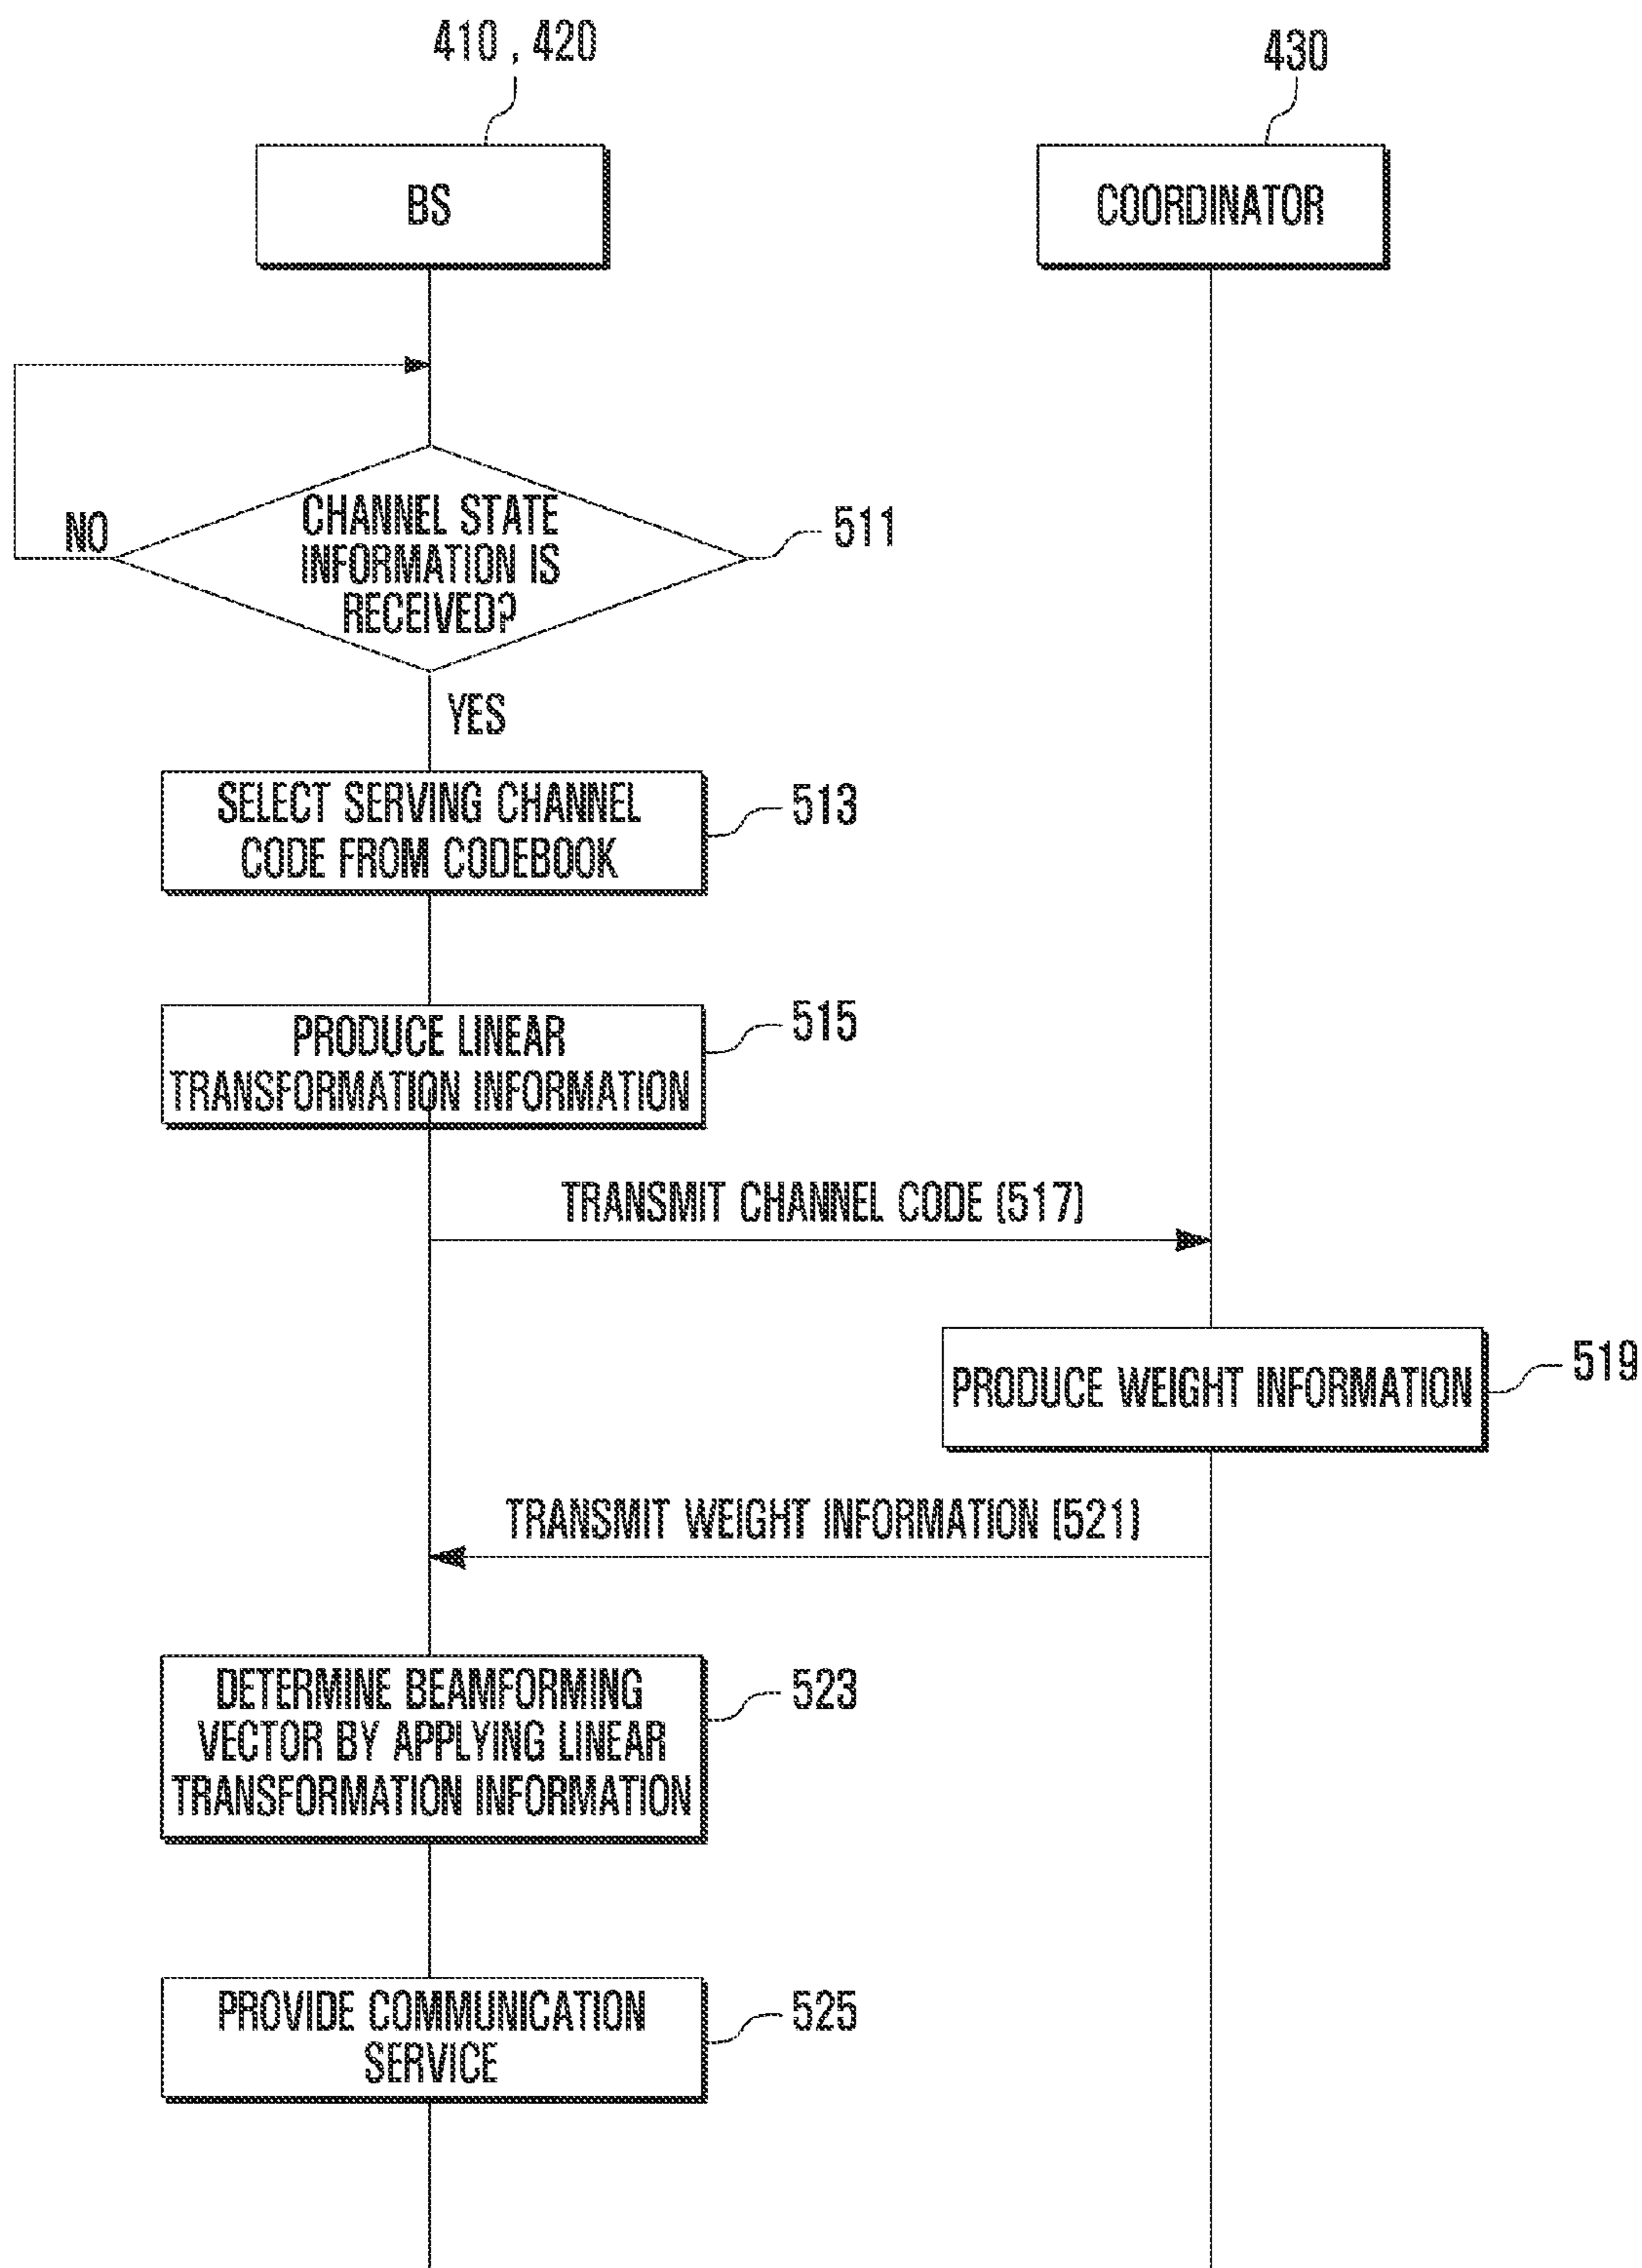 410 , 420
430
BS
COORDINATOR
NO
CHANNEL STATE
INFORMATION IS
RECEIVED?
511
YES
SELECT SERVING CHANNEL
CODE FROM CODEBOOK
513
PRODUCE LINEAR
TRANSFORMATION INFORMATION
515
TRANSMIT CHANNEL CODE (517)
PRODUCE WEIGHT INFORMATION
519
TRANSMIT WEIGHT INFORMATION (521)
DETERMINE BEAMFORMING
VECTOR BY APPLYING LINEAR
TRANSFORMATION INFORMATION
523
PROVIDE COMMUNICATION
SERVICE
525